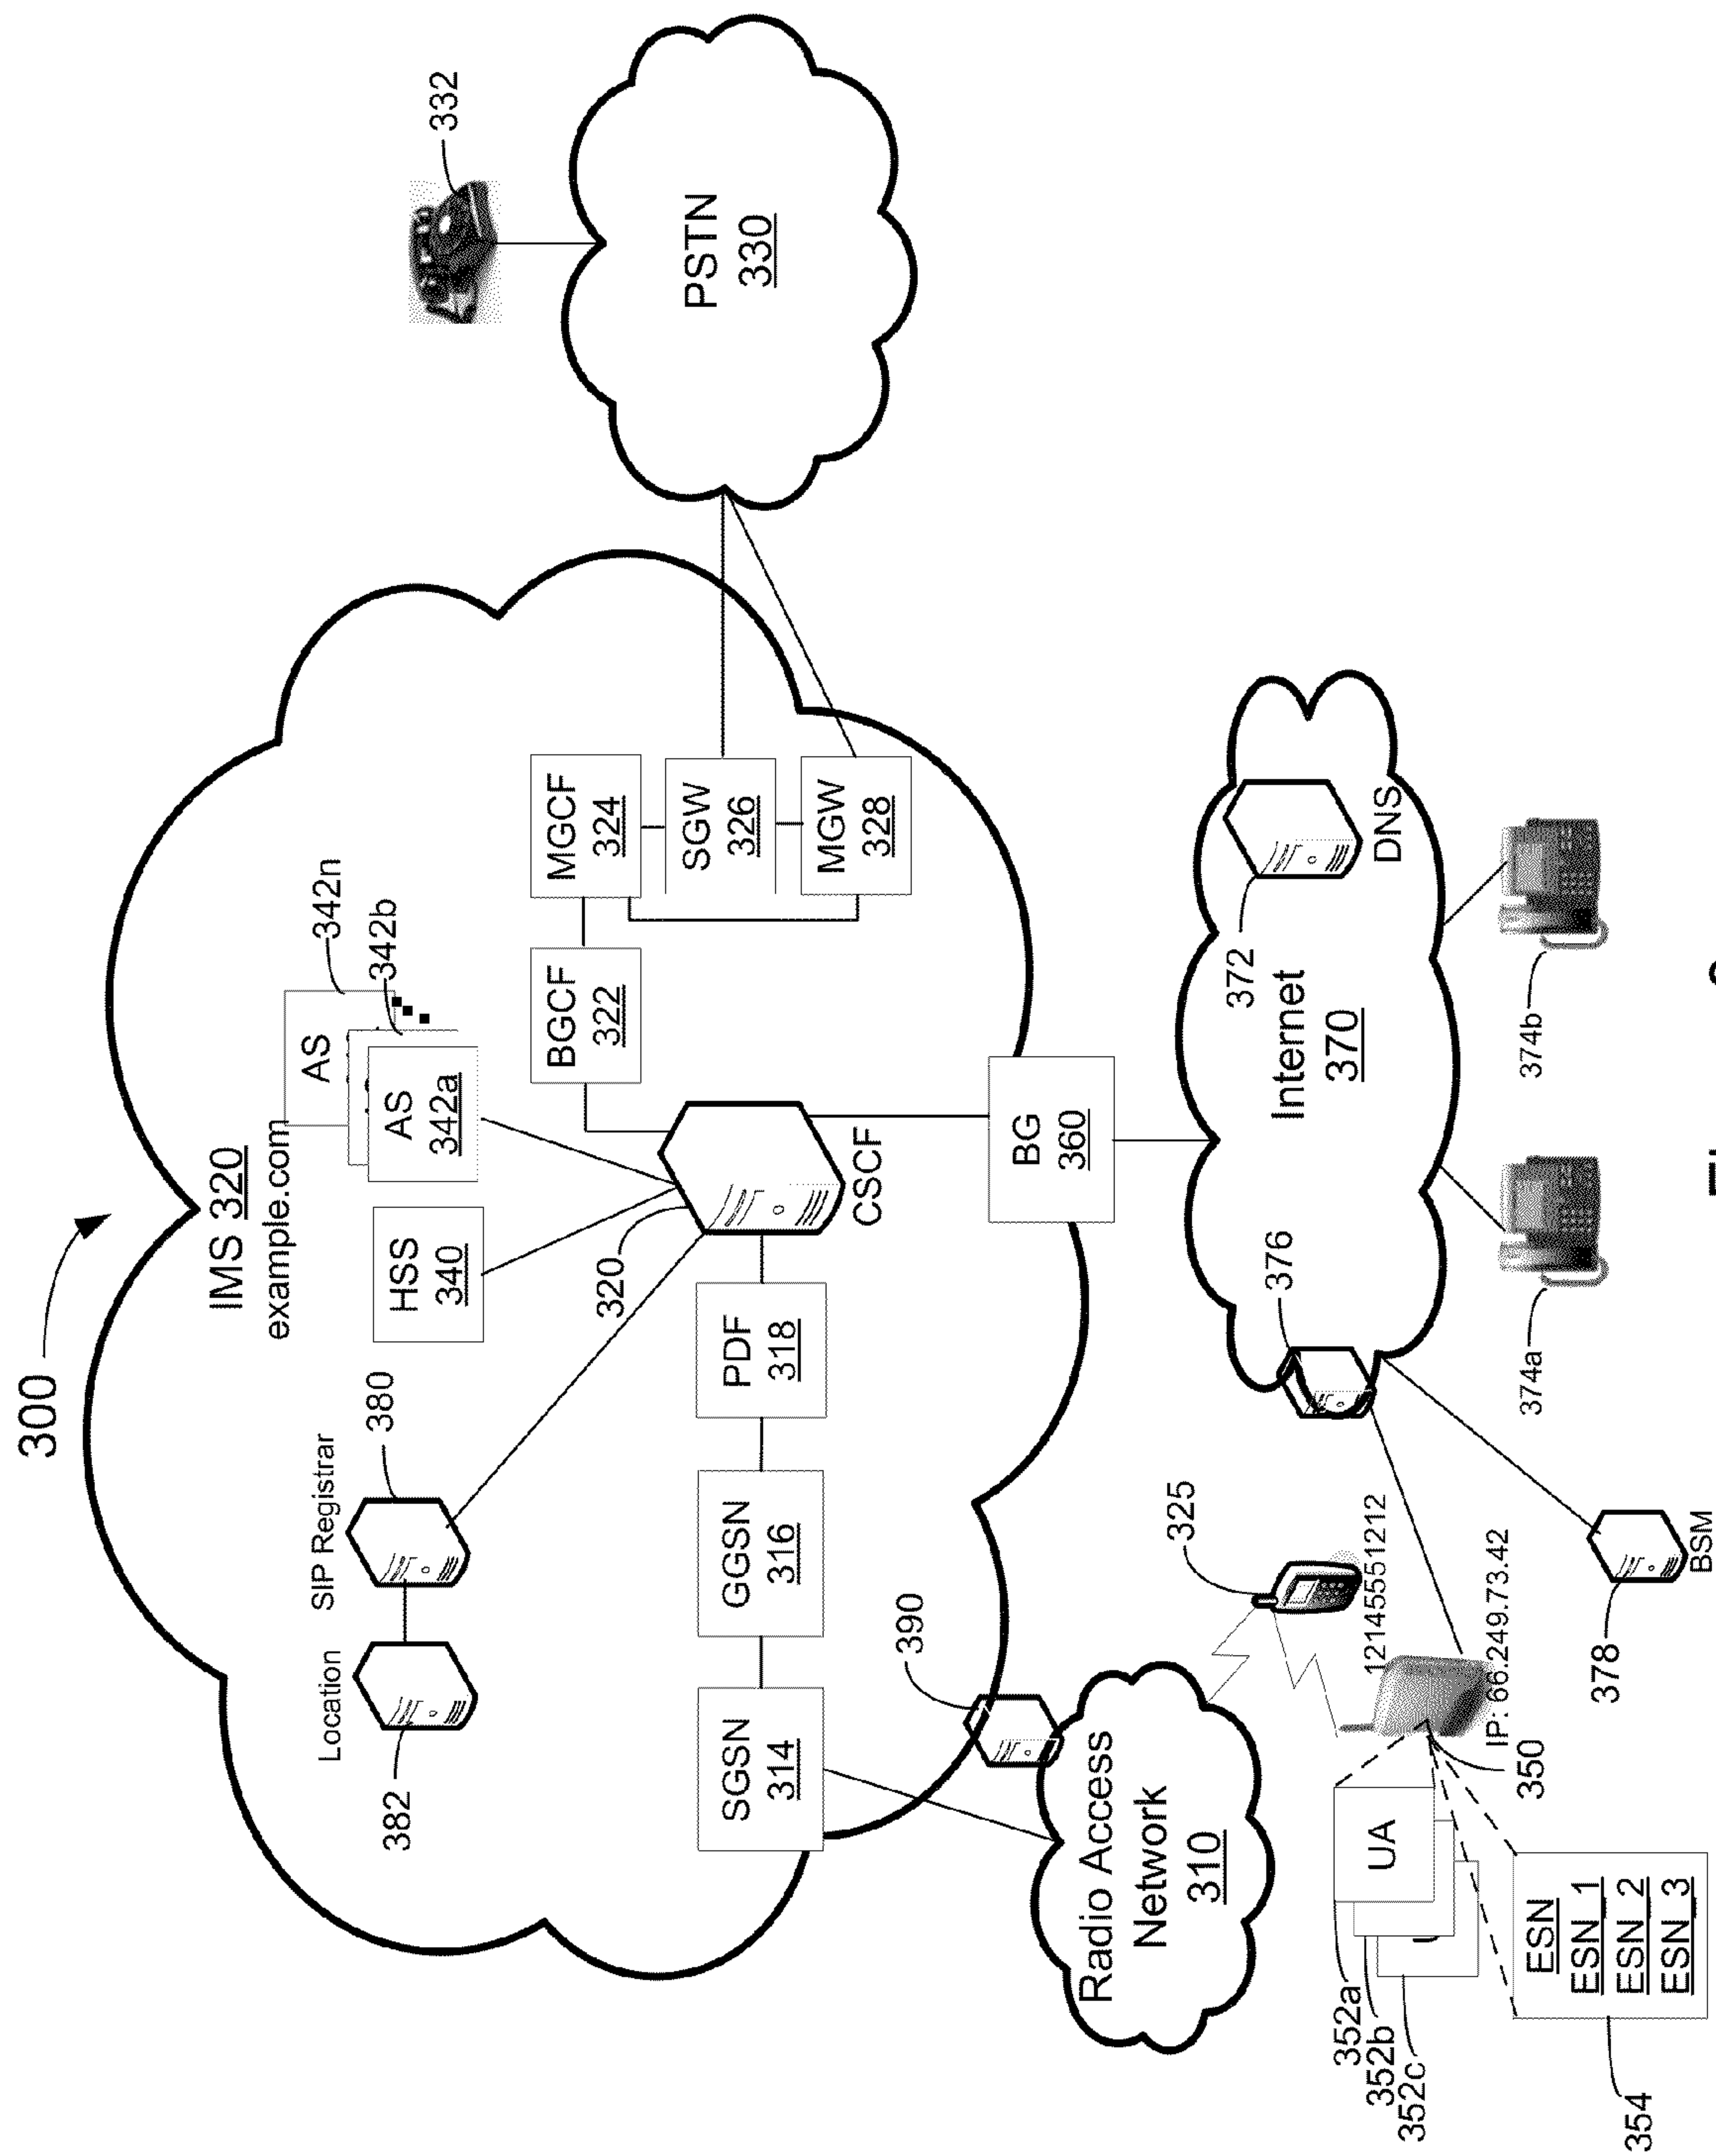 300
IMS 320
example.com
Location
382
SIP Registrar
380
HSS
340
AS
342n
342b
AS
342a
320
CSCF
SGSN
314
GGSN
316
PDF
318
BGCF
322
MGCF
324
SGW
326
MGW
328
332
PSTN
330
390
BG
360
Radio Access
Network
310
325
12145551212
IP: 66.249.73.42
350
352a
352b
352c
UA
354
ESN
ESN_1
ESN_2
ESN_3
376
Internet
370
372
DNS
378
BSM
374a
374b